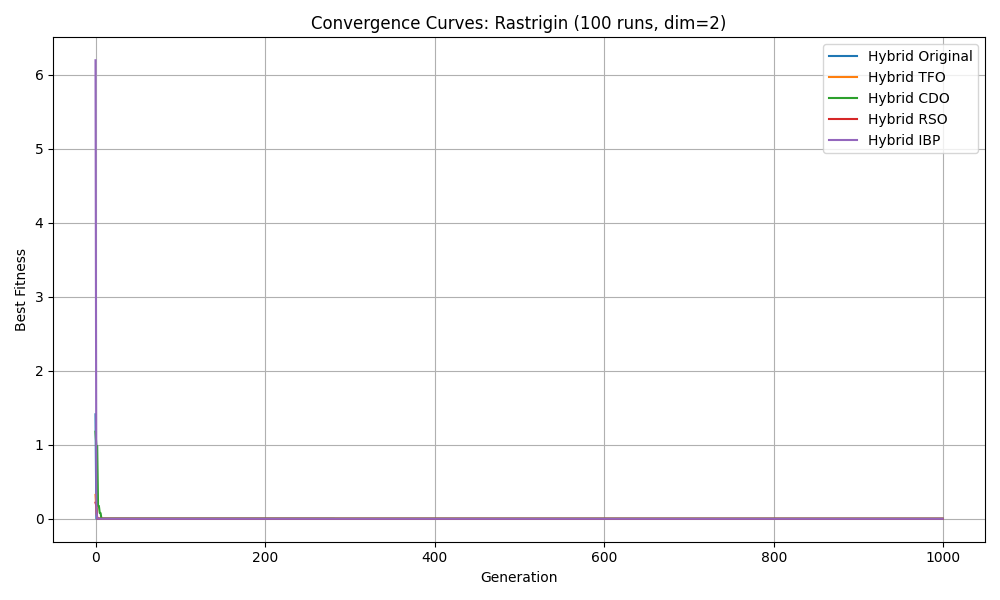 Convergence Curves: Rastrigin (100 runs, dim=2)
Hybrid Original
Hybrid TFO
Hybrid CDO
Hybrid RSO
Hybrid IBP
Best Fitness
6
5
4
3
2
1
0
0 200 400 600 800 1000
Generation